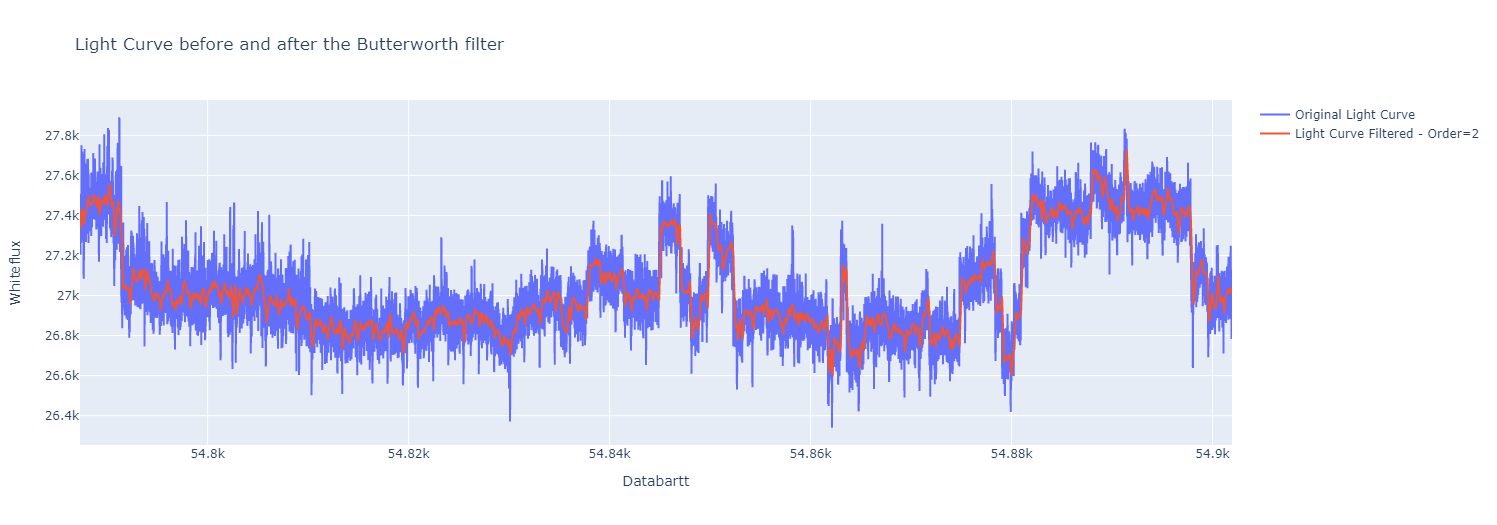 Light Curve before and after the Butterworth filter
Original Light Curve
Light Curve Filtered - Order=2
Whiteflux
27.8k
27.6k
27.4k
27.2k
27k
26.8k
26.6k
26.4k
54.8k 54.82k 54.84k 54.86k 54.88k 54.9k
Databartt